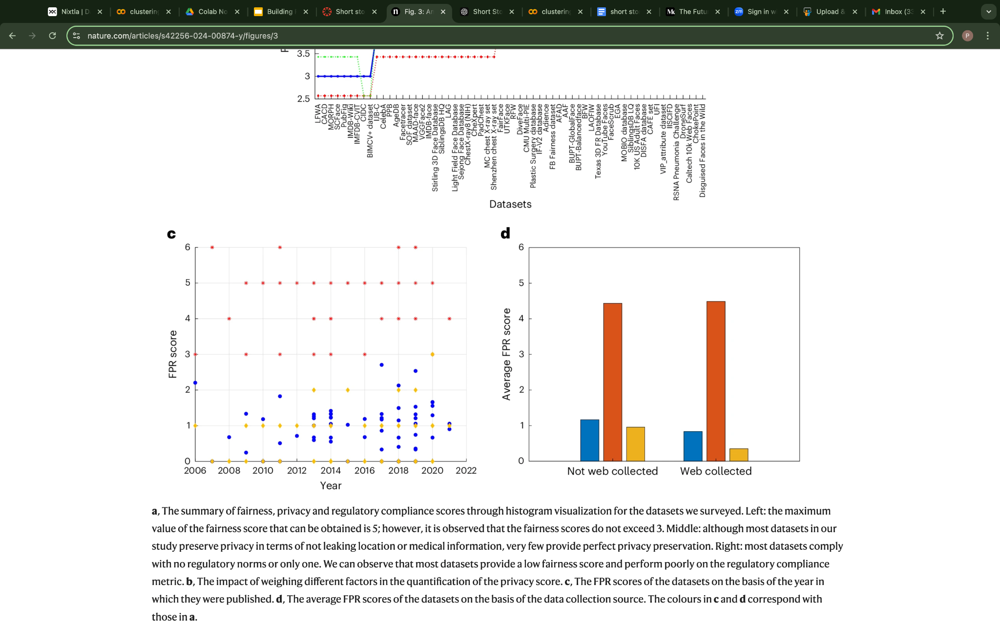 Nixtla | D
clustering
Colab No
Building F
Short sto
Fig. 3: An
Short Sto
clustering
short sto
The Futu
Sign in w
Upload &
Inbox (33
nature.com/articles/s42256-024-00874-y/figures/3
P
3.5
3
2.5
LFWA
CACD
MORPH
SCFace
PubFig
IMDB-Wiki
IMFDB-CVIT
CIDC
BIMCV+ dataset
IJB-C
CelebA
PPB
AgeDB
Facetracer
SOF dataset
MAAD-face
VGGFace2
IMDB-face
Stirling 3D Face Database
SiblingsDB HQ
LAG
Light Field Face Database
Sejong Face Database
ChestX-ray8 (NIH)
CheXpert
PadChest
MC chest X-ray set
Shenzhen chest X-ray set
FairFace
UTKFace
RFW
DiveFace
CMU Multi-PIE
Plastic Surgery database
IF-V2 database
Adience
FB Fairness dataset
AFAD
AAF
BUPT-GlobalFace
BUPT-Balancedface
BFW
LAOFIW
Texas 3D FR Database
YouTube Faces
FaceScrub
EGA
MOBIO database
SiblingsDB LQ
10K US Adult Faces
DISFA database
CAFE set
UFI
VIP_attribute dataset
IISCIFD
RSNA Pneumonia Challenge
DroneSurf
Caltech 10k Web Faces
ChokePoint
Disguised Faces in the Wild
Datasets
c
FPR score
6
5
4
3
2
1
0
2006 2008 2010 2012 2014 2016 2018 2020 2022
Year
d
Average FPR score
6
5
4
3
2
1
0
Not web collected
Web collected
a, The summary of fairness, privacy and regulatory compliance scores through histogram visualization for the datasets we surveyed. Left: the maximum
value of the fairness score that can be obtained is 5; however, it is observed that the fairness scores do not exceed 3. Middle: although most datasets in our
study preserve privacy in terms of not leaking location or medical information, very few provide perfect privacy preservation. Right: most datasets comply
with no regulatory norms or only one. We can observe that most datasets provide a low fairness score and perform poorly on the regulatory compliance
metric. b, The impact of weighing different factors in the quantification of the privacy score. c, The FPR scores of the datasets on the basis of the year in
which they were published. d, The average FPR scores of the datasets on the basis of the data collection source. The colours in c and d correspond with
those in a.